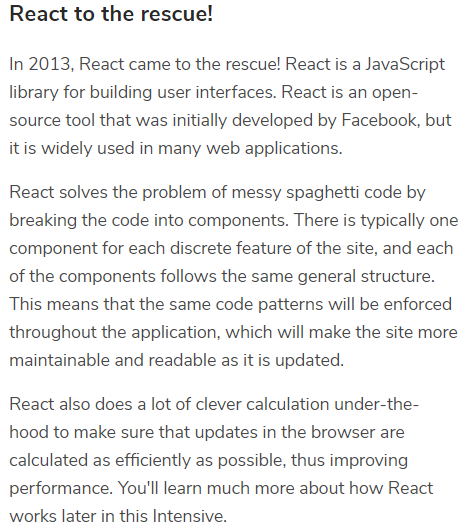 React to the rescue!
In 2013, React came to the rescue! React is a JavaScript
library for building user interfaces. React is an open-
source tool that was initially developed by Facebook, but
it is widely used in many web applications.
React solves the problem of messy spaghetti code by
breaking the code into components. There is typically one
component for each discrete feature of the site, and each
of the components follows the same general structure.
This means that the same code patterns will be enforced
throughout the application, which will make the site more
maintainable and readable as it is updated.
React also does a lot of clever calculation under-the-
hood to make sure that updates in the browser are
calculated as efficiently as possible, thus improving
performance. You'll learn much more about how React
works later in this Intensive.